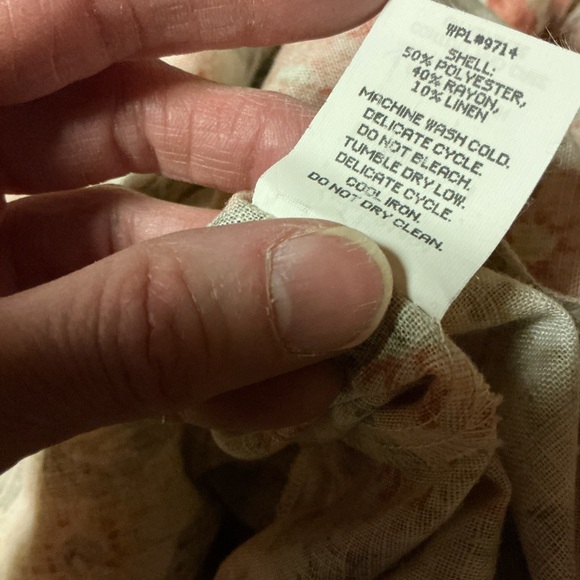 WPL#9714
SHELL:
50% POLYESTER,
40% RAYON,
10% LINEN
MACHINE WASH COLD.
DELICATE CYCLE.
DO NOT BLEACH.
TUMBLE DRY LOW.
DELICATE CYCLE.
COOL IRON.
DO NOT DRY CLEAN.